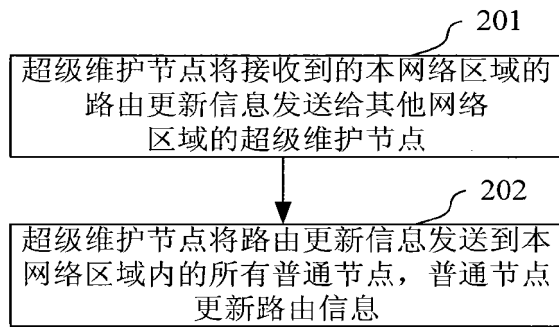 201
超级维护节点将接收到的本网络区域的
路由更新信息发送给其他网络
区域的超级维护节点
202
超级维护节点将路由更新信息发送到本
网络区域内的所有普通节点，普通节点
更新路由信息